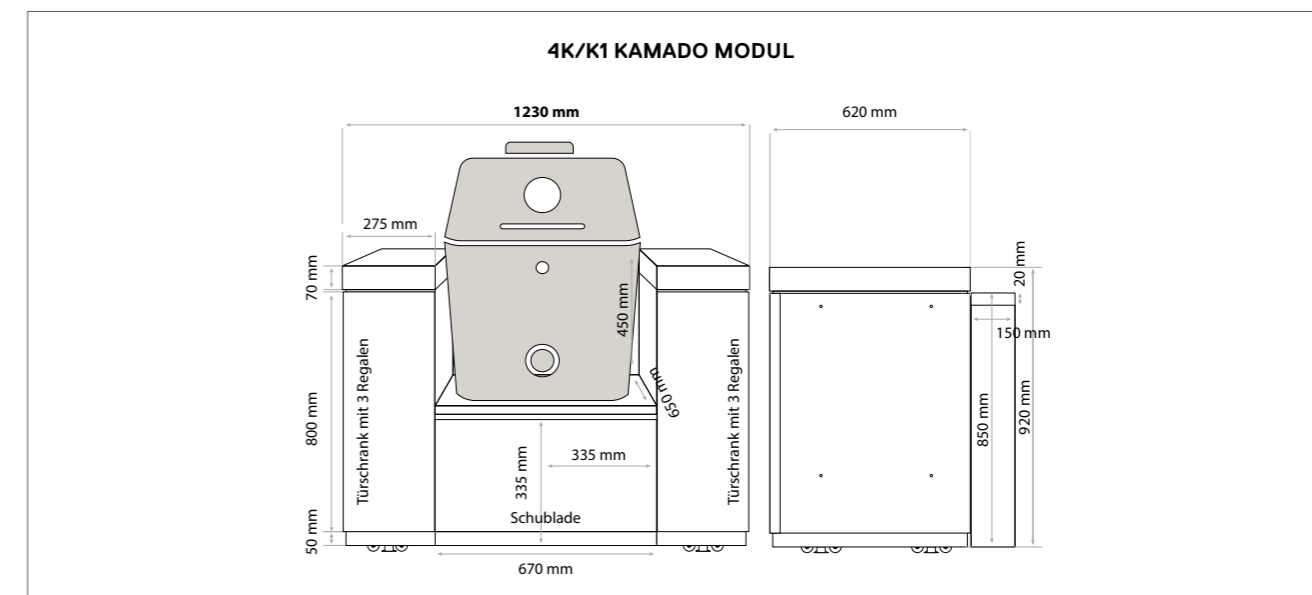 4K/K1 KAMADO MODUL
1230 mm
620 mm
275 mm
70 mm
20 mm
450 mm
150 mm
650 mm
Türschrank mit 3 Regalen
Türschrank mit 3 Regalen
800 mm
850 mm
920 mm
335 mm
335 mm
Schublade
50 mm
670 mm